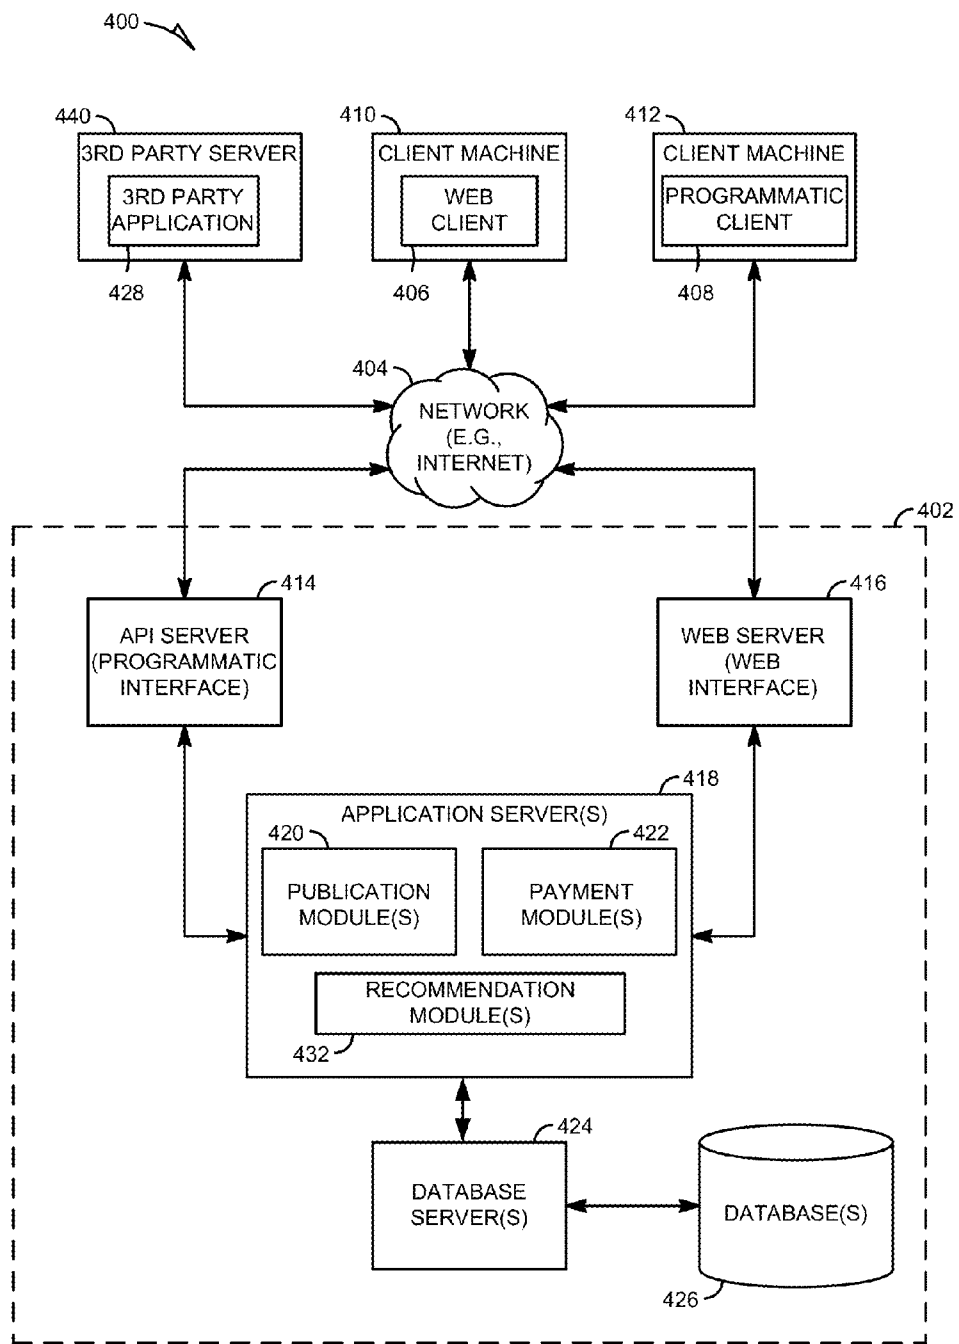 400
440
410
412
3RD PARTY SERVER
3RD PARTY
APPLICATION
428
CLIENT MACHINE
WEB
CLIENT
406
CLIENT MACHINE
PROGRAMMATIC
CLIENT
408
404
NETWORK
(E.G.,
INTERNET)
402
414
API SERVER
(PROGRAMMATIC
INTERFACE)
416
WEB SERVER
(WEB
INTERFACE)
418
APPLICATION SERVER(S)
420
PUBLICATION
MODULE(S)
422
PAYMENT
MODULE(S)
RECOMMENDATION
MODULE(S)
432
424
DATABASE
SERVER(S)
DATABASE(S)
426